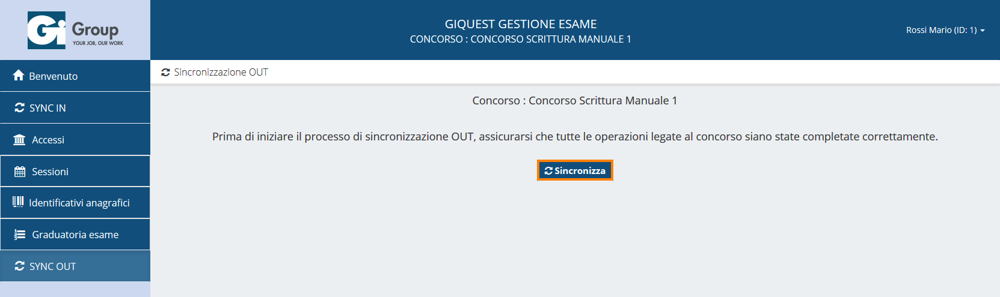 Gi Group
YOUR JOB, OUR WORK
GIQUEST GESTIONE ESAME
CONCORSO : CONCORSO SCRITTURA MANUALE 1
Rossi Mario (ID: 1)
Benvenuto
SYNC IN
Accessi
Sessioni
Identificativi anagrafici
Graduatoria esame
SYNC OUT
Sincronizzazione OUT
Concorso : Concorso Scrittura Manuale 1
Prima di iniziare il processo di sincronizzazione OUT, assicurarsi che tutte le operazioni legate al concorso siano state completate correttamente.
Sincronizza